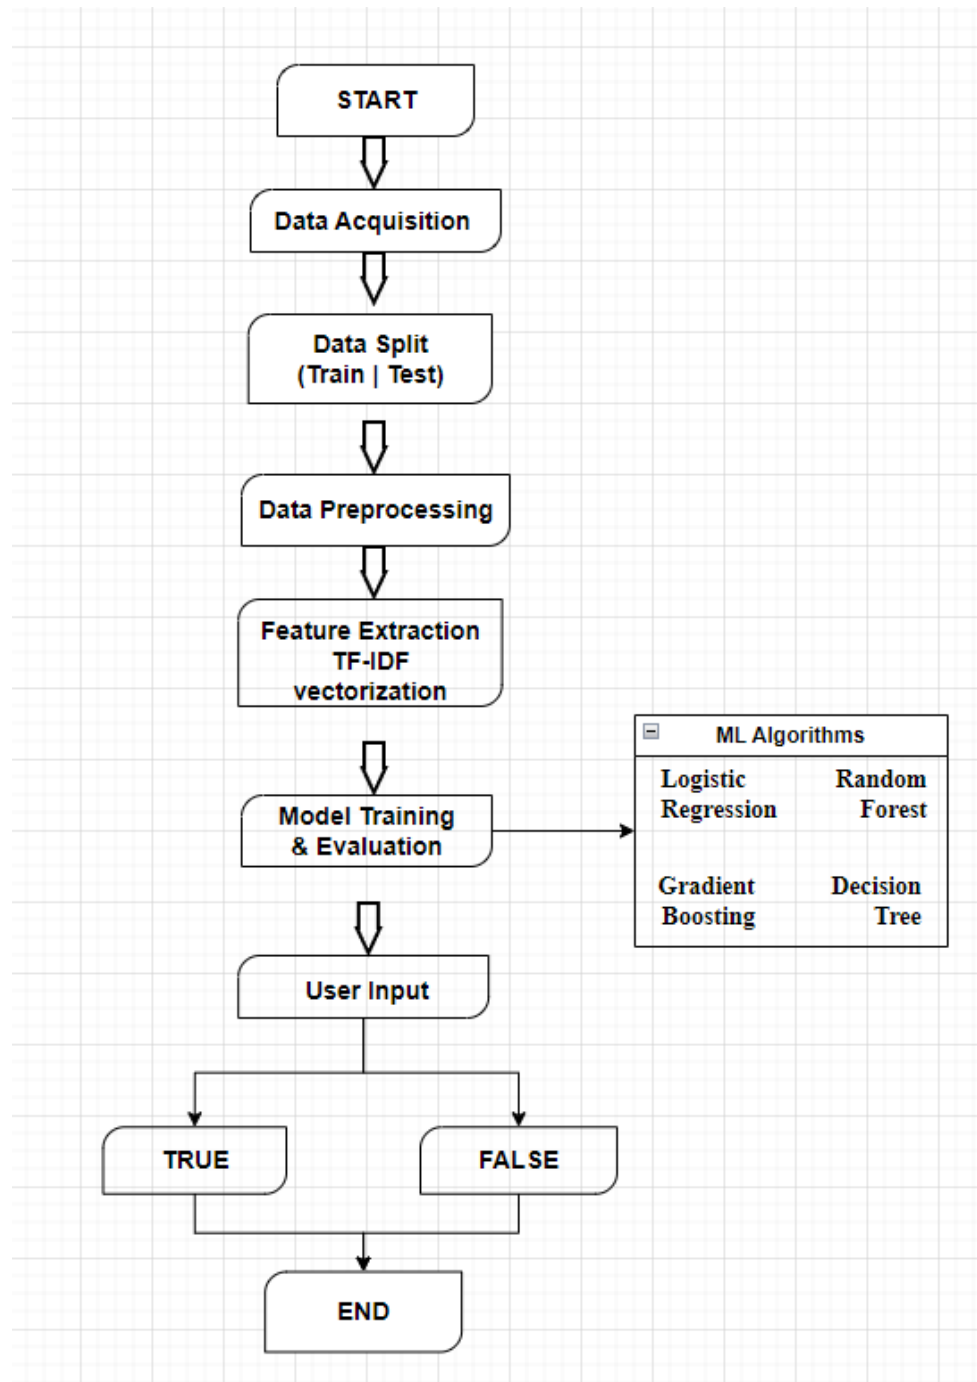 START
Data Acquisition
Data Split
(Train | Test)
Data Preprocessing
Feature Extraction
TF-IDF
vectorization
Model Training
& Evaluation
ML Algorithms
Logistic
Regression
Random
Forest
Gradient
Boosting
Decision
Tree
User Input
TRUE
FALSE
END